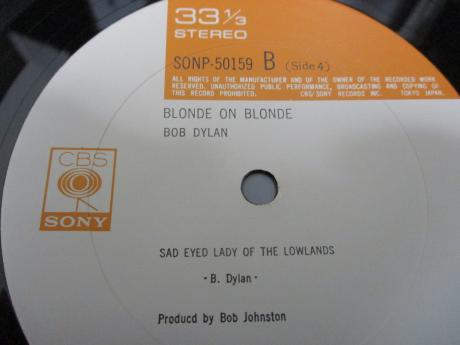 33 1/3
STEREO
SONP-50159 B (Side 4)
ALL RIGHTS OF THE MANUFACTURER AND OF THE OWNER OF THE RECORDED WORK
RESERVED. UNAUTHORIZED PUBLIC PERFORMANCE, BROADCASTING AND COPYING OF
THIS RECORD PROHIBITED. CBS/SONY RECORDS INC. TOKYO JAPAN.
BLONDE ON BLONDE
BOB DYLAN
CBS
SONY
SAD EYED LADY OF THE LOWLANDS
- B. Dylan -
Producd by Bob Johnston